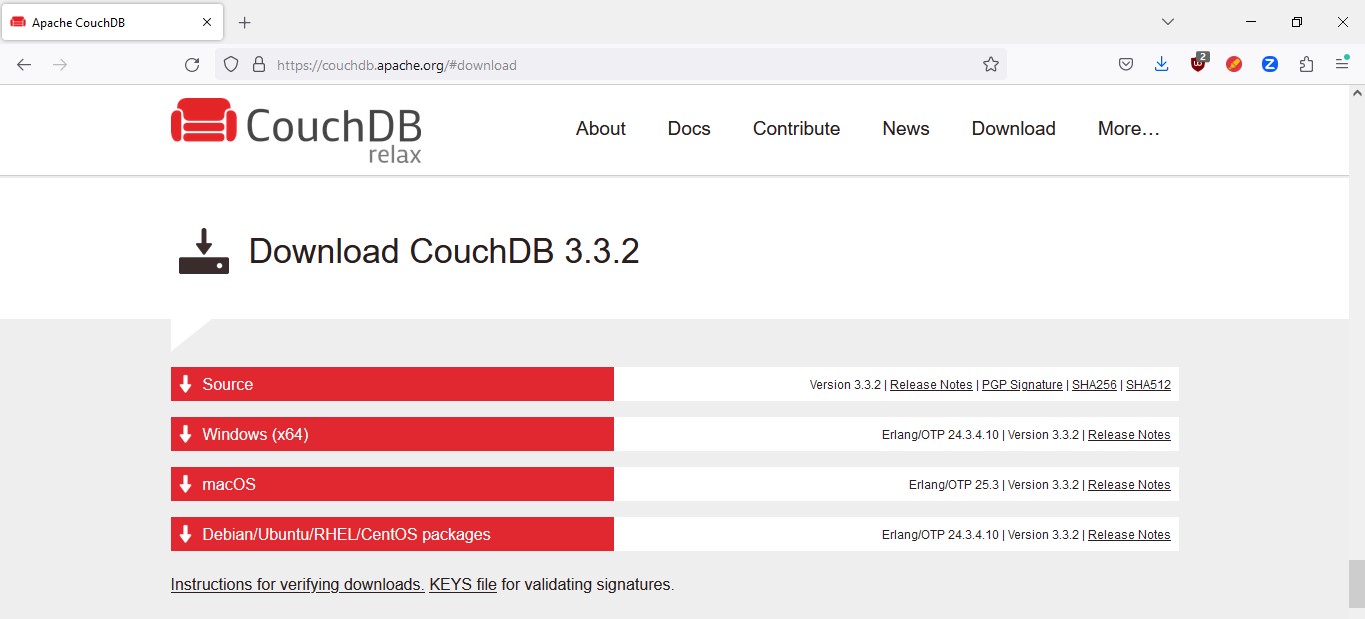 Apache CouchDB
https://couchdb.apache.org/#download
2
CouchDB
relax
About Docs Contribute News Download More…
Download CouchDB 3.3.2
Source Version 3.3.2 | Release Notes | PGP Signature | SHA256 | SHA512
Windows (x64) Erlang/OTP 24.3.4.10 | Version 3.3.2 | Release Notes
macOS Erlang/OTP 25.3 | Version 3.3.2 | Release Notes
Debian/Ubuntu/RHEL/CentOS packages Erlang/OTP 24.3.4.10 | Version 3.3.2 | Release Notes
Instructions for verifying downloads. KEYS file for validating signatures.